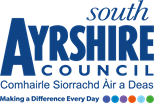 south
AYRSHIRE
COUNCIL
Comhairle Siorrachd Àir a Deas
Making a Difference Every Day